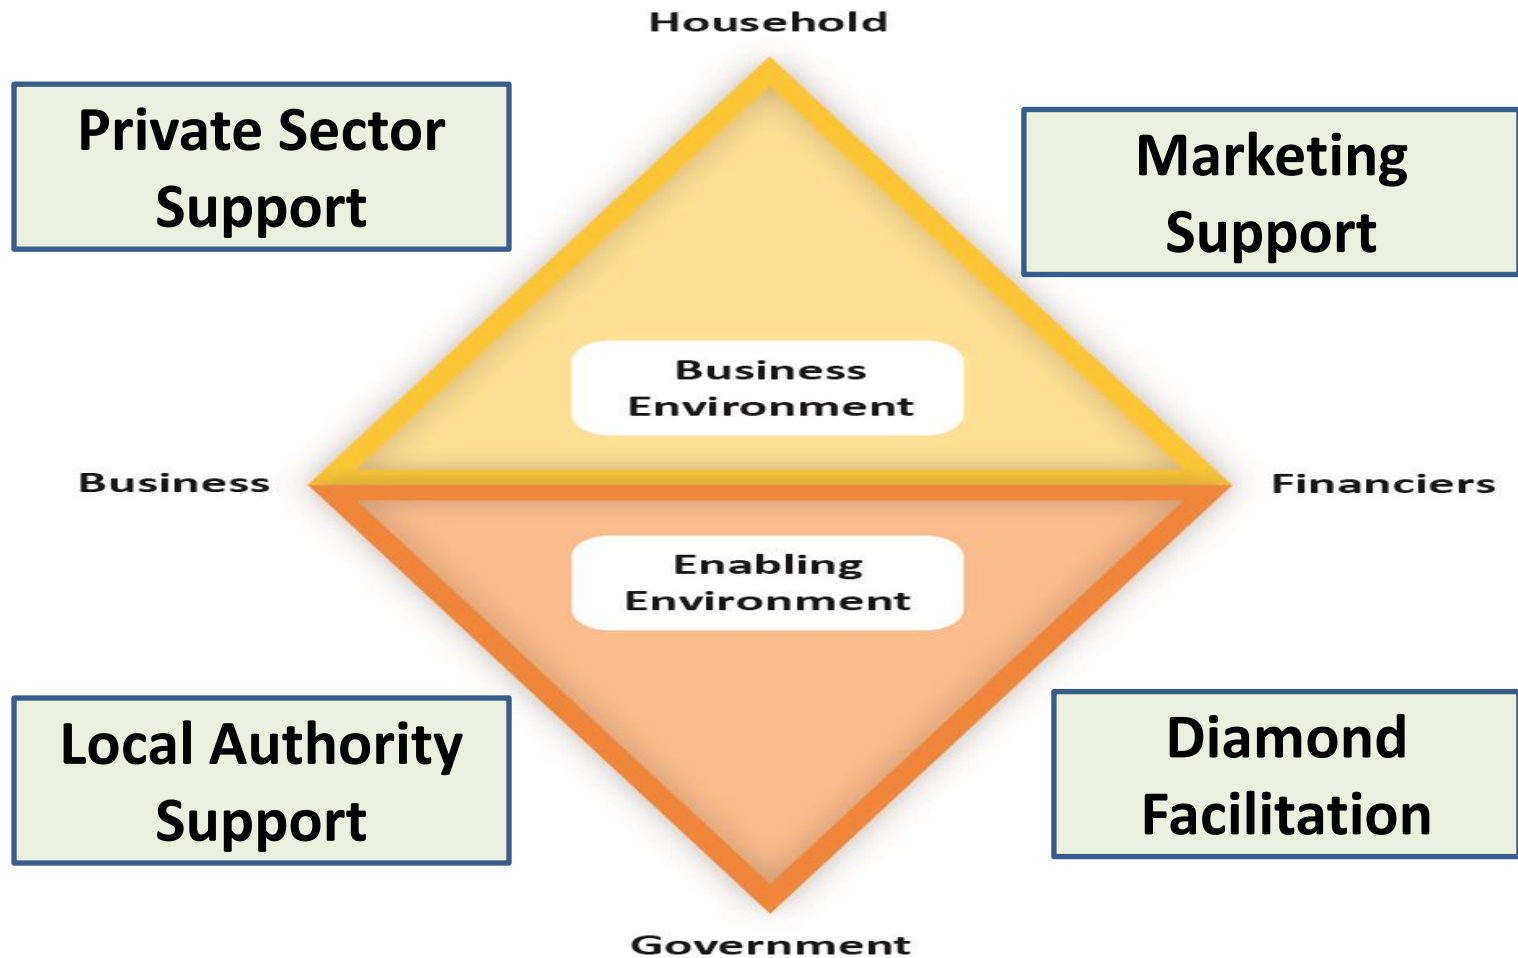 Household
Private Sector
Support
Marketing
Support
Business
Environment
Business
Financiers
Enabling
Environment
Local Authority
Support
Diamond
Facilitation
Government